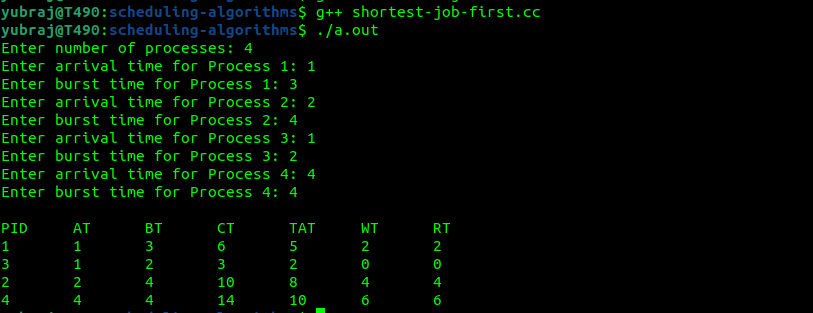 yubraj@T490:scheduling-algorithms$ g++ shortest-job-first.cc
yubraj@T490:scheduling-algorithms$ ./a.out
Enter number of processes: 4
Enter arrival time for Process 1: 1
Enter burst time for Process 1: 3
Enter arrival time for Process 2: 2
Enter burst time for Process 2: 4
Enter arrival time for Process 3: 1
Enter burst time for Process 3: 2
Enter arrival time for Process 4: 4
Enter burst time for Process 4: 4
PID AT BT CT TAT WT RT
1 1 3 6 5 2 2
3 1 2 3 2 0 0
2 2 4 10 8 4 4
4 4 4 14 10 6 6